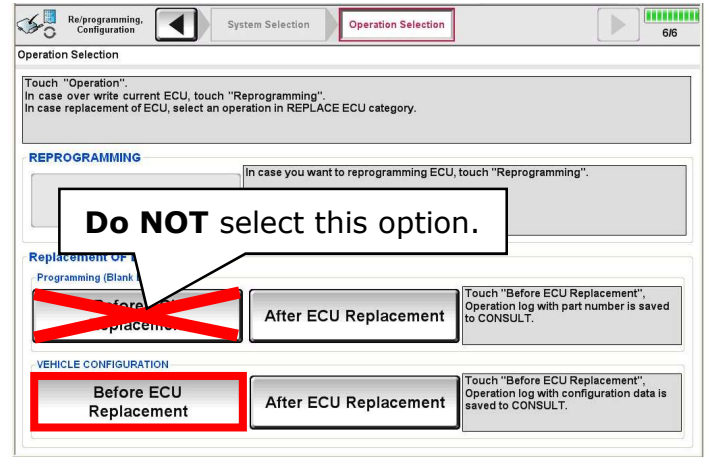 Re/programming,
Configuration
System Selection
Operation Selection
6/6
Operation Selection
Touch "Operation".
In case over write current ECU, touch "Reprogramming".
In case replacement of ECU, select an operation in REPLACE ECU category.
REPROGRAMMING
In case you want to reprogramming ECU, touch "Reprogramming".
Do NOT select this option.
Replacement OF
Programming (Blank
Before
Replacement
After ECU Replacement
Touch "Before ECU Replacement",
Operation log with part number is saved
to CONSULT.
VEHICLE CONFIGURATION
Before ECU
Replacement
After ECU Replacement
Touch "Before ECU Replacement",
Operation log with configuration data is
saved to CONSULT.